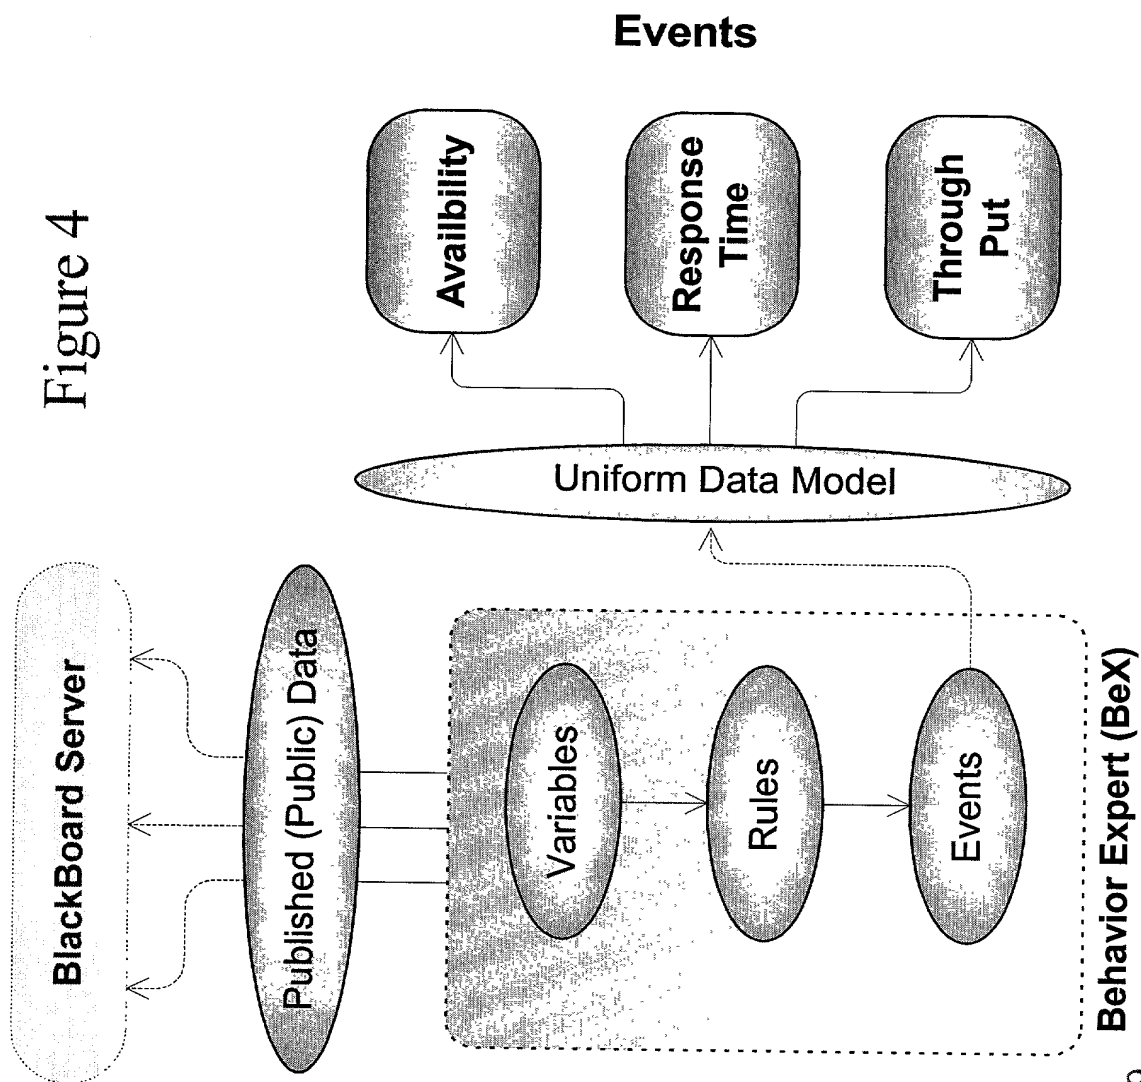 Figure 4
BlackBoard Server
Published (Public) Data
Variables
Rules
Events
Behavior Expert (BeX)
Uniform Data Model
Availbility
Response
Time
Through
Put
Events